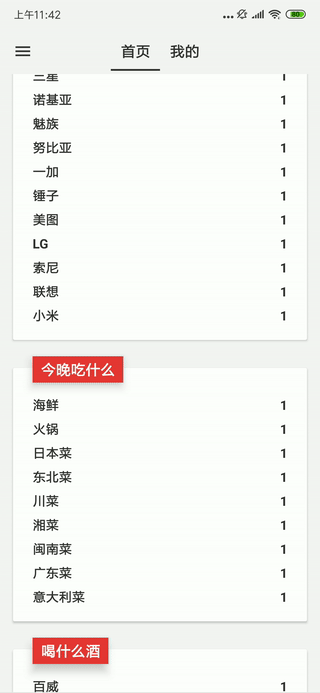 上午11:42
80
首页 我的
三星 1
诺基亚 1
魅族 1
努比亚 1
一加 1
锤子 1
美图 1
LG 1
索尼 1
联想 1
小米 1
今晚吃什么
海鲜 1
火锅 1
日本菜 1
东北菜 1
川菜 1
湘菜 1
闽南菜 1
广东菜 1
意大利菜 1
喝什么酒
百威 1